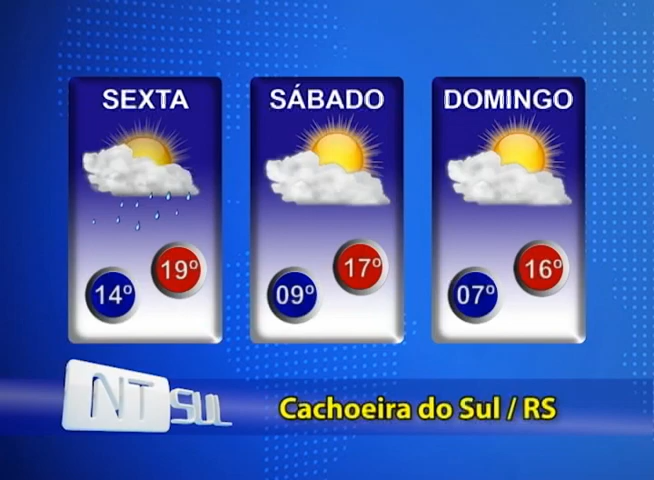 SEXTA
14º
19º
SÁBADO
09º
17º
DOMINGO
07º
16º
NT SUL
Cachoeira do Sul / RS